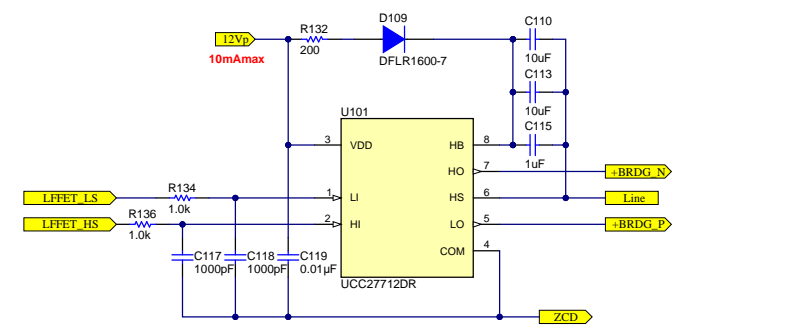 D109
C110
R132
12Vp
200
DFLR1600-7
10uF
10mAmax
C113
10uF
U101
C115
3 VDD HB 8
1uF
HO 7
+BRDG_N
R134
LFFET_LS
1 LI HS 6
Line
1.0k
R136
LFFET_HS
2 HI LO 5
+BRDG_P
1.0k
COM 4
C117 C118 C119
1000pF 1000pF 0.01µF
UCC27712DR
ZCD